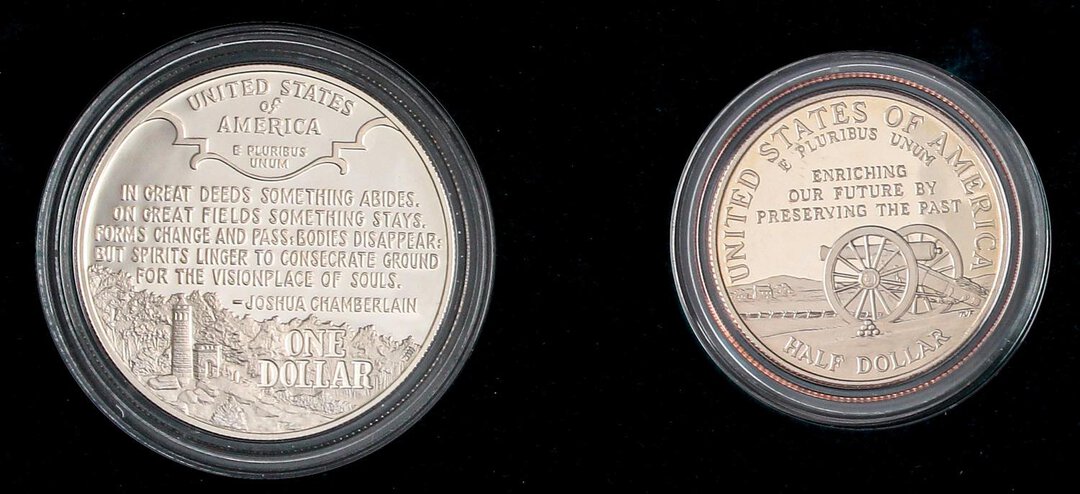 UNITED STATES
of
AMERICA
E PLURIBUS
UNUM
IN GREAT DEEDS SOMETHING ABIDES.
ON GREAT FIELDS SOMETHING STAYS.
FORMS CHANGE AND PASS; BODIES DISAPPEAR;
BUT SPIRITS LINGER TO CONSECRATE GROUND
FOR THE VISIONPLACE OF SOULS.
-JOSHUA CHAMBERLAIN
ONE
DOLLAR
UNITED STATES OF AMERICA
E PLURIBUS UNUM
ENRICHING
OUR FUTURE BY
PRESERVING THE PAST
HALF DOLLAR